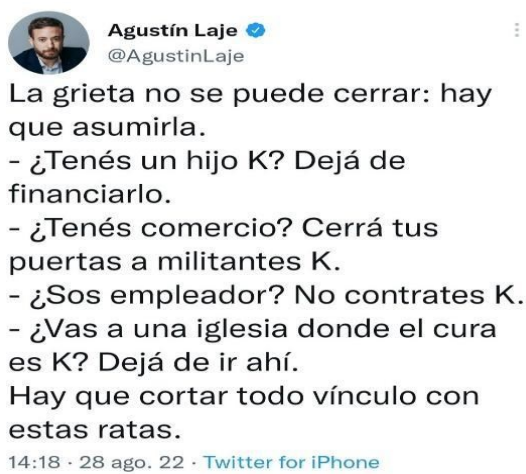 Agustín Laje
@AgustinLaje
La grieta no se puede cerrar: hay
que asumirla.
- ¿Tenés un hijo K? Dejá de
financiarlo.
- ¿Tenés comercio? Cerrá tus
puertas a militantes K.
- ¿Sos empleador? No contrates K.
- ¿Vas a una iglesia donde el cura
es K? Dejá de ir ahí.
Hay que cortar todo vínculo con
estas ratas.
14:18 · 28 ago. 22 · Twitter for iPhone